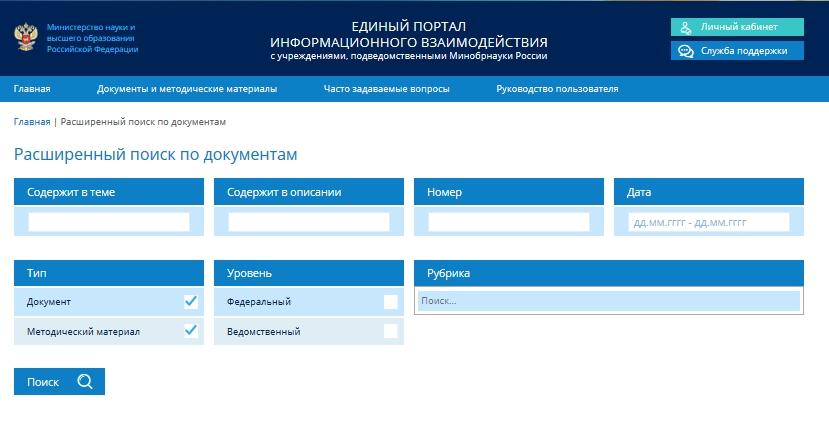 Министерство науки и
высшего образования
Российской Федерации
ЕДИНЫЙ ПОРТАЛ
ИНФОРМАЦИОННОГО ВЗАИМОДЕЙСТВИЯ
с учреждениями, подведомственными Минобрнауки России
Личный кабинет
Служба поддержки
Главная Документы и методические материалы Часто задаваемые вопросы Руководство пользователя
Главная | Расширенный поиск по документам
Расширенный поиск по документам
Содержит в теме Содержит в описании Номер Дата
дд.мм.гггг - дд.мм.гггг
Тип Уровень Рубрика
Документ Федеральный Поиск...
Методический материал Ведомственный
Поиск